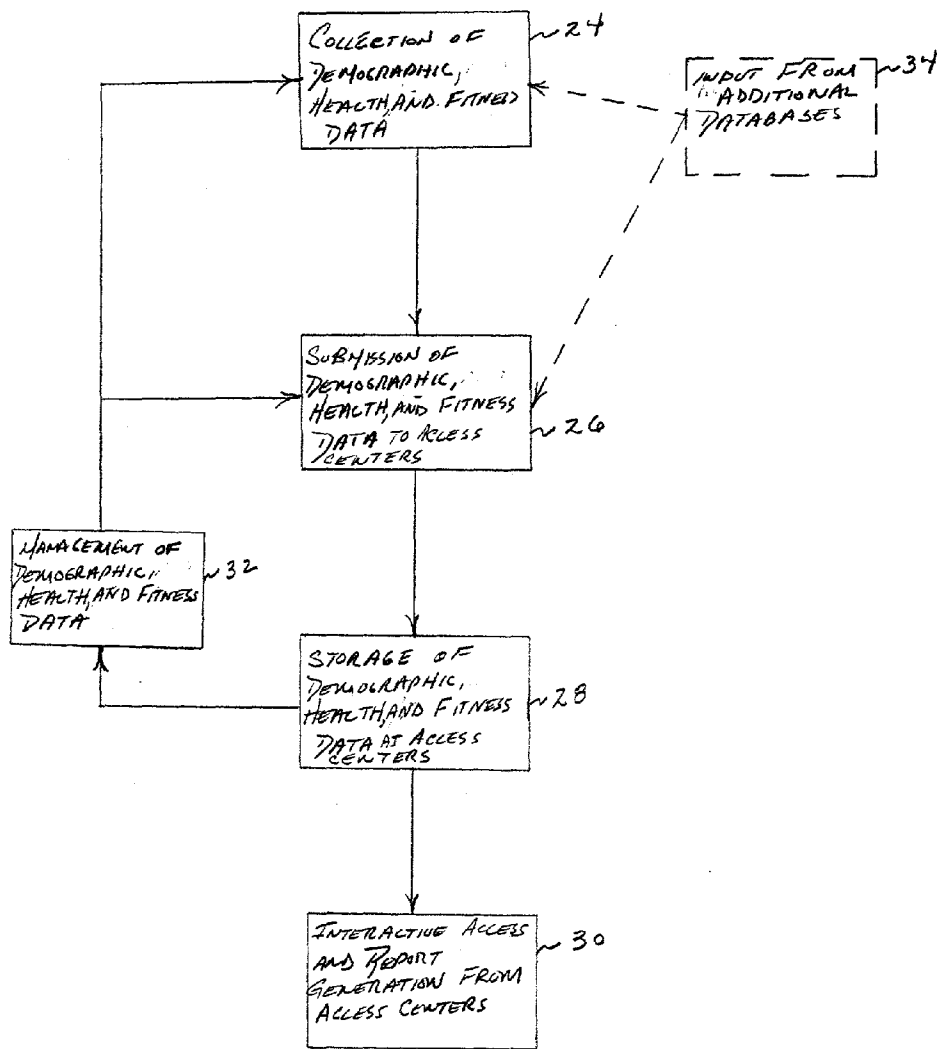 COLLECTION OF
DEMOGRAPHIC,
HEALTH, AND FITNESS
DATA
24
INPUT FROM
ADDITIONAL
DATABASES
34
SUBMISSION OF
DEMOGRAPHIC,
HEALTH, AND FITNESS
DATA TO ACCESS
CENTERS
26
MANAGEMENT OF
DEMOGRAPHIC,
HEALTH, AND FITNESS
DATA
32
STORAGE OF
DEMOGRAPHIC,
HEALTH, AND FITNESS
DATA AT ACCESS
CENTERS
28
INTERACTIVE ACCESS
AND REPORT
GENERATION FROM
ACCESS CENTERS
30